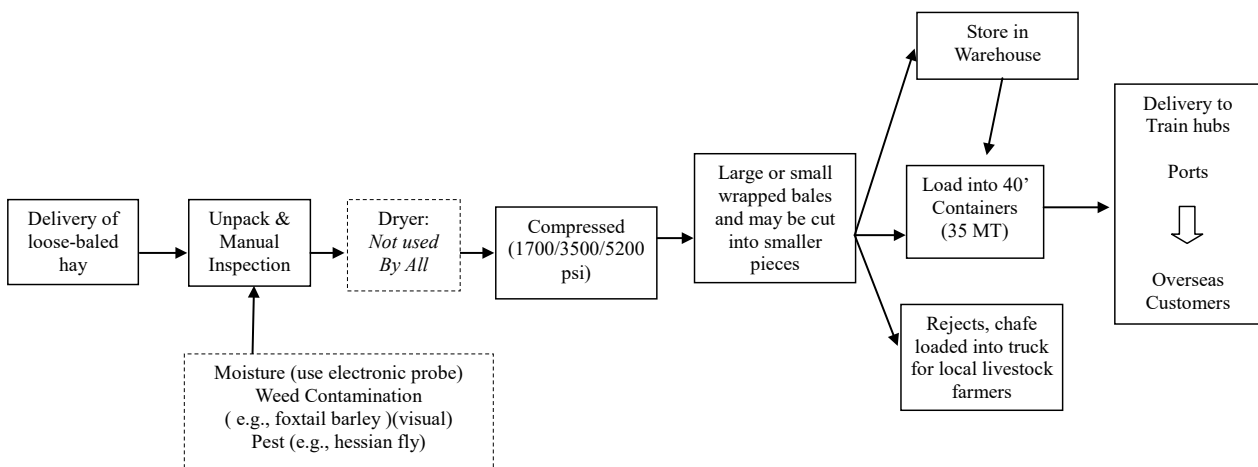 Delivery of
loose-baled
hay
Unpack &
Manual
Inspection
Moisture (use electronic probe)
Weed Contamination
( e.g., foxtail barley )(visual)
Pest (e.g., hessian fly)
Dryer:
Not used
By All
Compressed
(1700/3500/5200
psi)
Large or small
wrapped bales
and may be cut
into smaller
pieces
Store in
Warehouse
Load into 40’
Containers
(35 MT)
Rejects, chafe
loaded into truck
for local livestock
farmers
Delivery to
Train hubs
Ports
Overseas
Customers